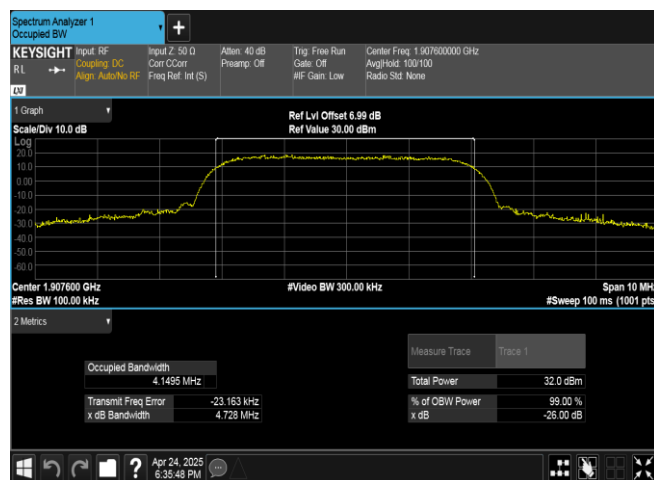 Spectrum Analyzer 1
Occupied BW
+
KEYSIGHT Input: RF Input Z: 50 Ω Atten: 40 dB Trig: Free Run Center Freq: 1.907600000 GHz
RL Coupling: DC Corr CCorr Preamp: Off Gate: Off Avg|Hold: 100/100
Align: Auto/No RF Freq Ref: Int (S) #IF Gain: Low Radio Std: None
LXI
1 Graph
Ref Lvl Offset 6.99 dB
Scale/Div 10.0 dB Ref Value 30.00 dBm
Log
20.0
10.0
0.00
-10.0
-20.0
-30.0
-40.0
-50.0
-60.0
Center 1.907600 GHz #Video BW 300.00 kHz Span 10 MHz
#Res BW 100.00 kHz #Sweep 100 ms (1001 pts
2 Metrics
Measure Trace Trace 1
Occupied Bandwidth
4.1495 MHz Total Power 32.0 dBm
Transmit Freq Error -23.163 kHz % of OBW Power 99.00 %
x dB Bandwidth 4.728 MHz x dB -26.00 dB
? Apr 24, 2025
6:35:48 PM